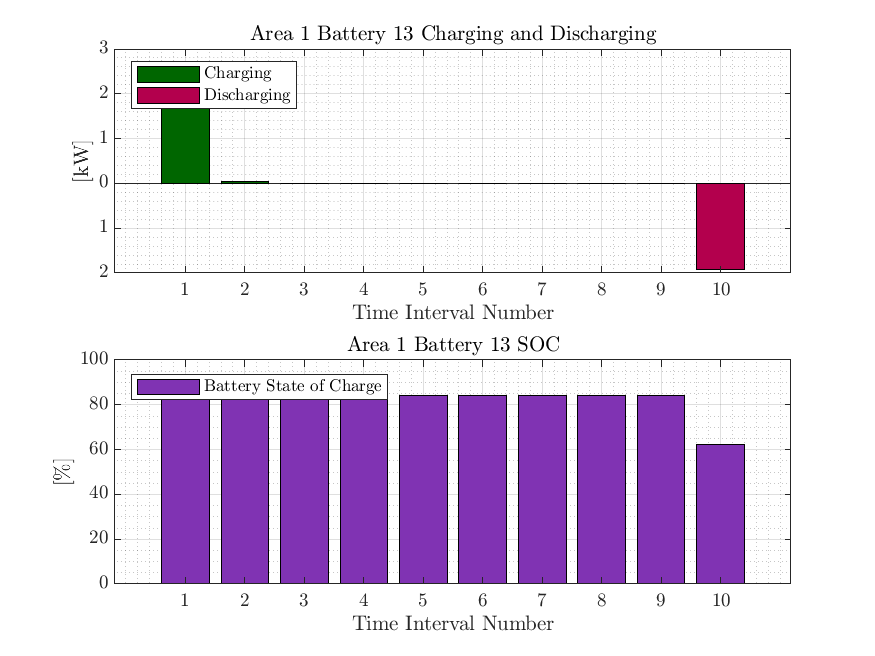 Area 1 Battery 13 Charging and Discharging
3
Charging
2
Discharging
1
[kW]
0
1
2
1 2 3 4 5 6 7 8 9 10
Time Interval Number
Area 1 Battery 13 SOC
100
Battery State of Charge
80
60
[%]
40
20
0
1 2 3 4 5 6 7 8 9 10
Time Interval Number